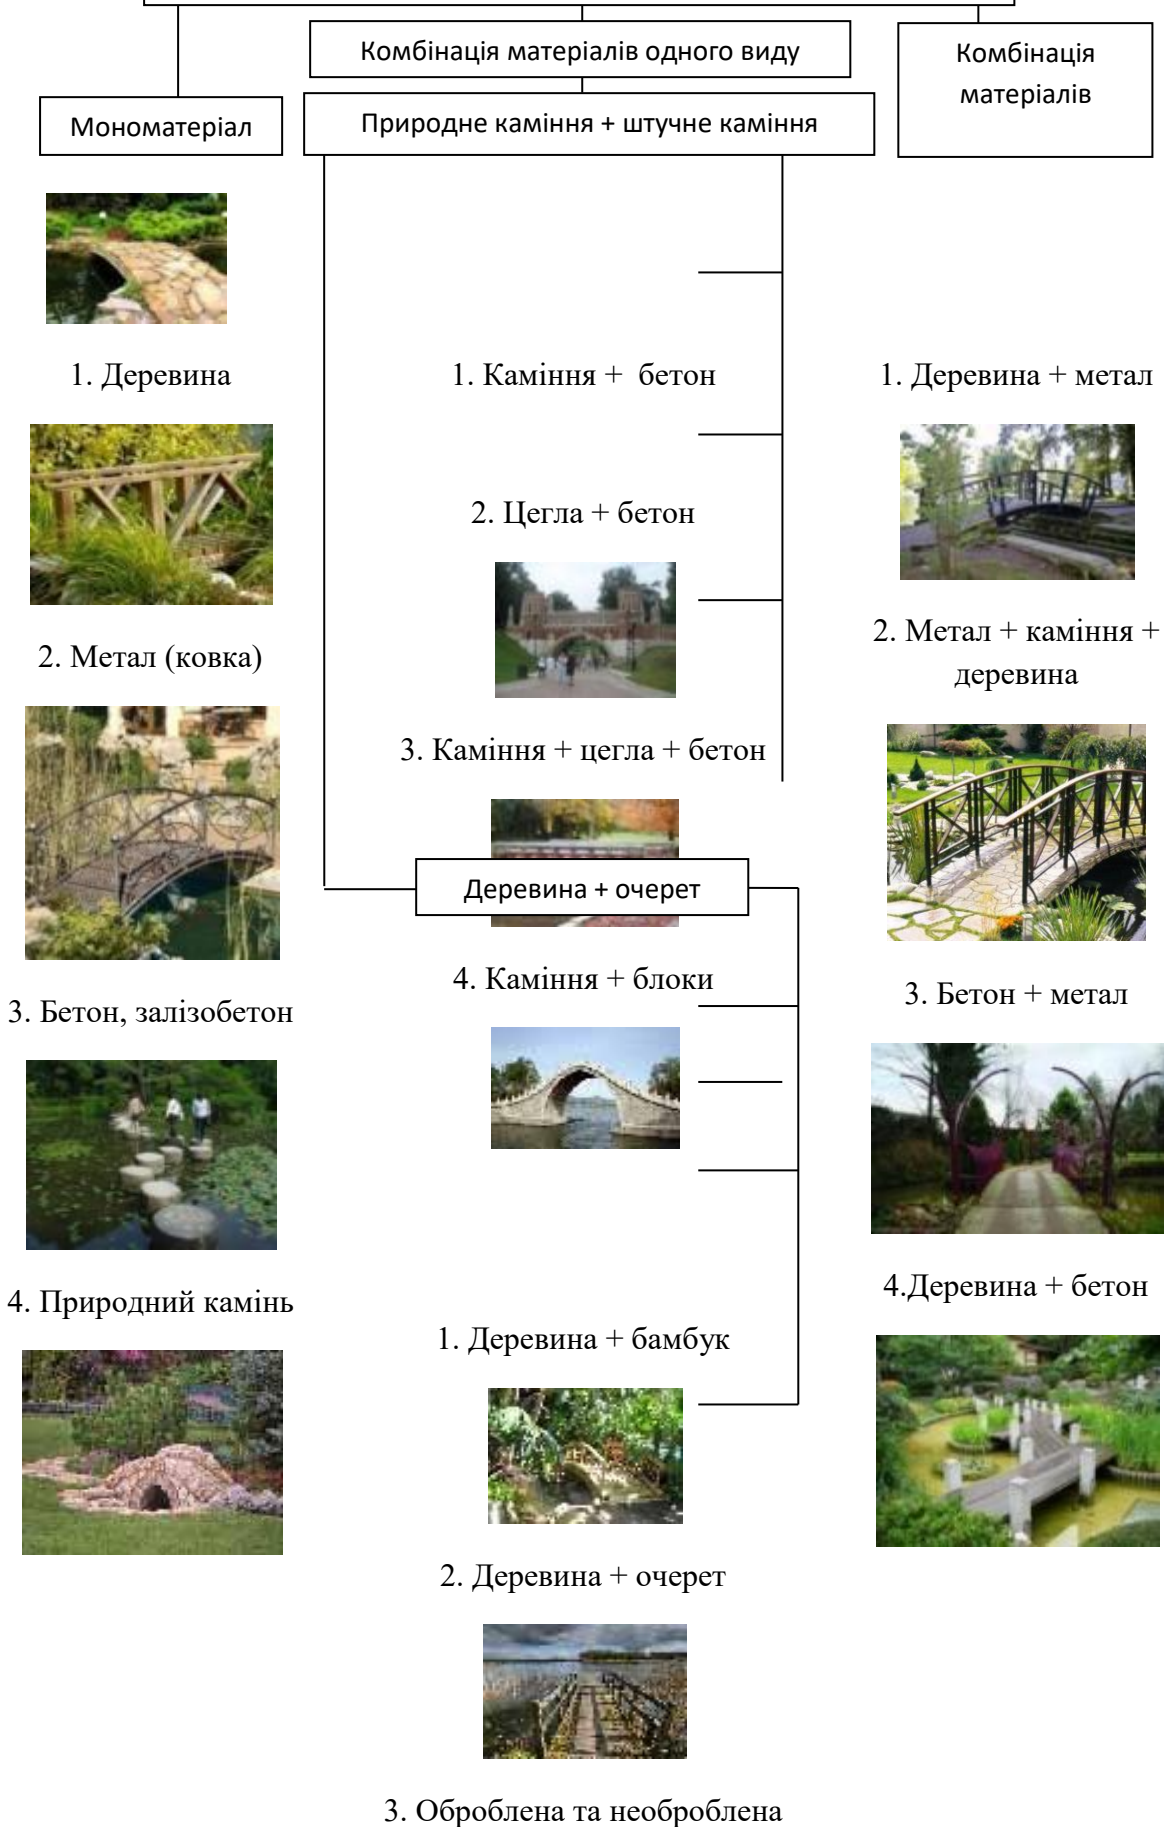 Комбінація матеріалів одного виду
Комбінація
матеріалів
Мономатеріал
Природне каміння + штучне каміння
1. Деревина
1. Каміння + бетон
1. Деревина + метал
2. Цегла + бетон
2. Метал (ковка)
2. Метал + каміння +
деревина
3. Каміння + цегла + бетон
Деревина + очерет
3. Бетон, залізобетон
4. Каміння + блоки
3. Бетон + метал
4. Природний камінь
1. Деревина + бамбук
4.Деревина + бетон
2. Деревина + очерет
3. Оброблена та необроблена